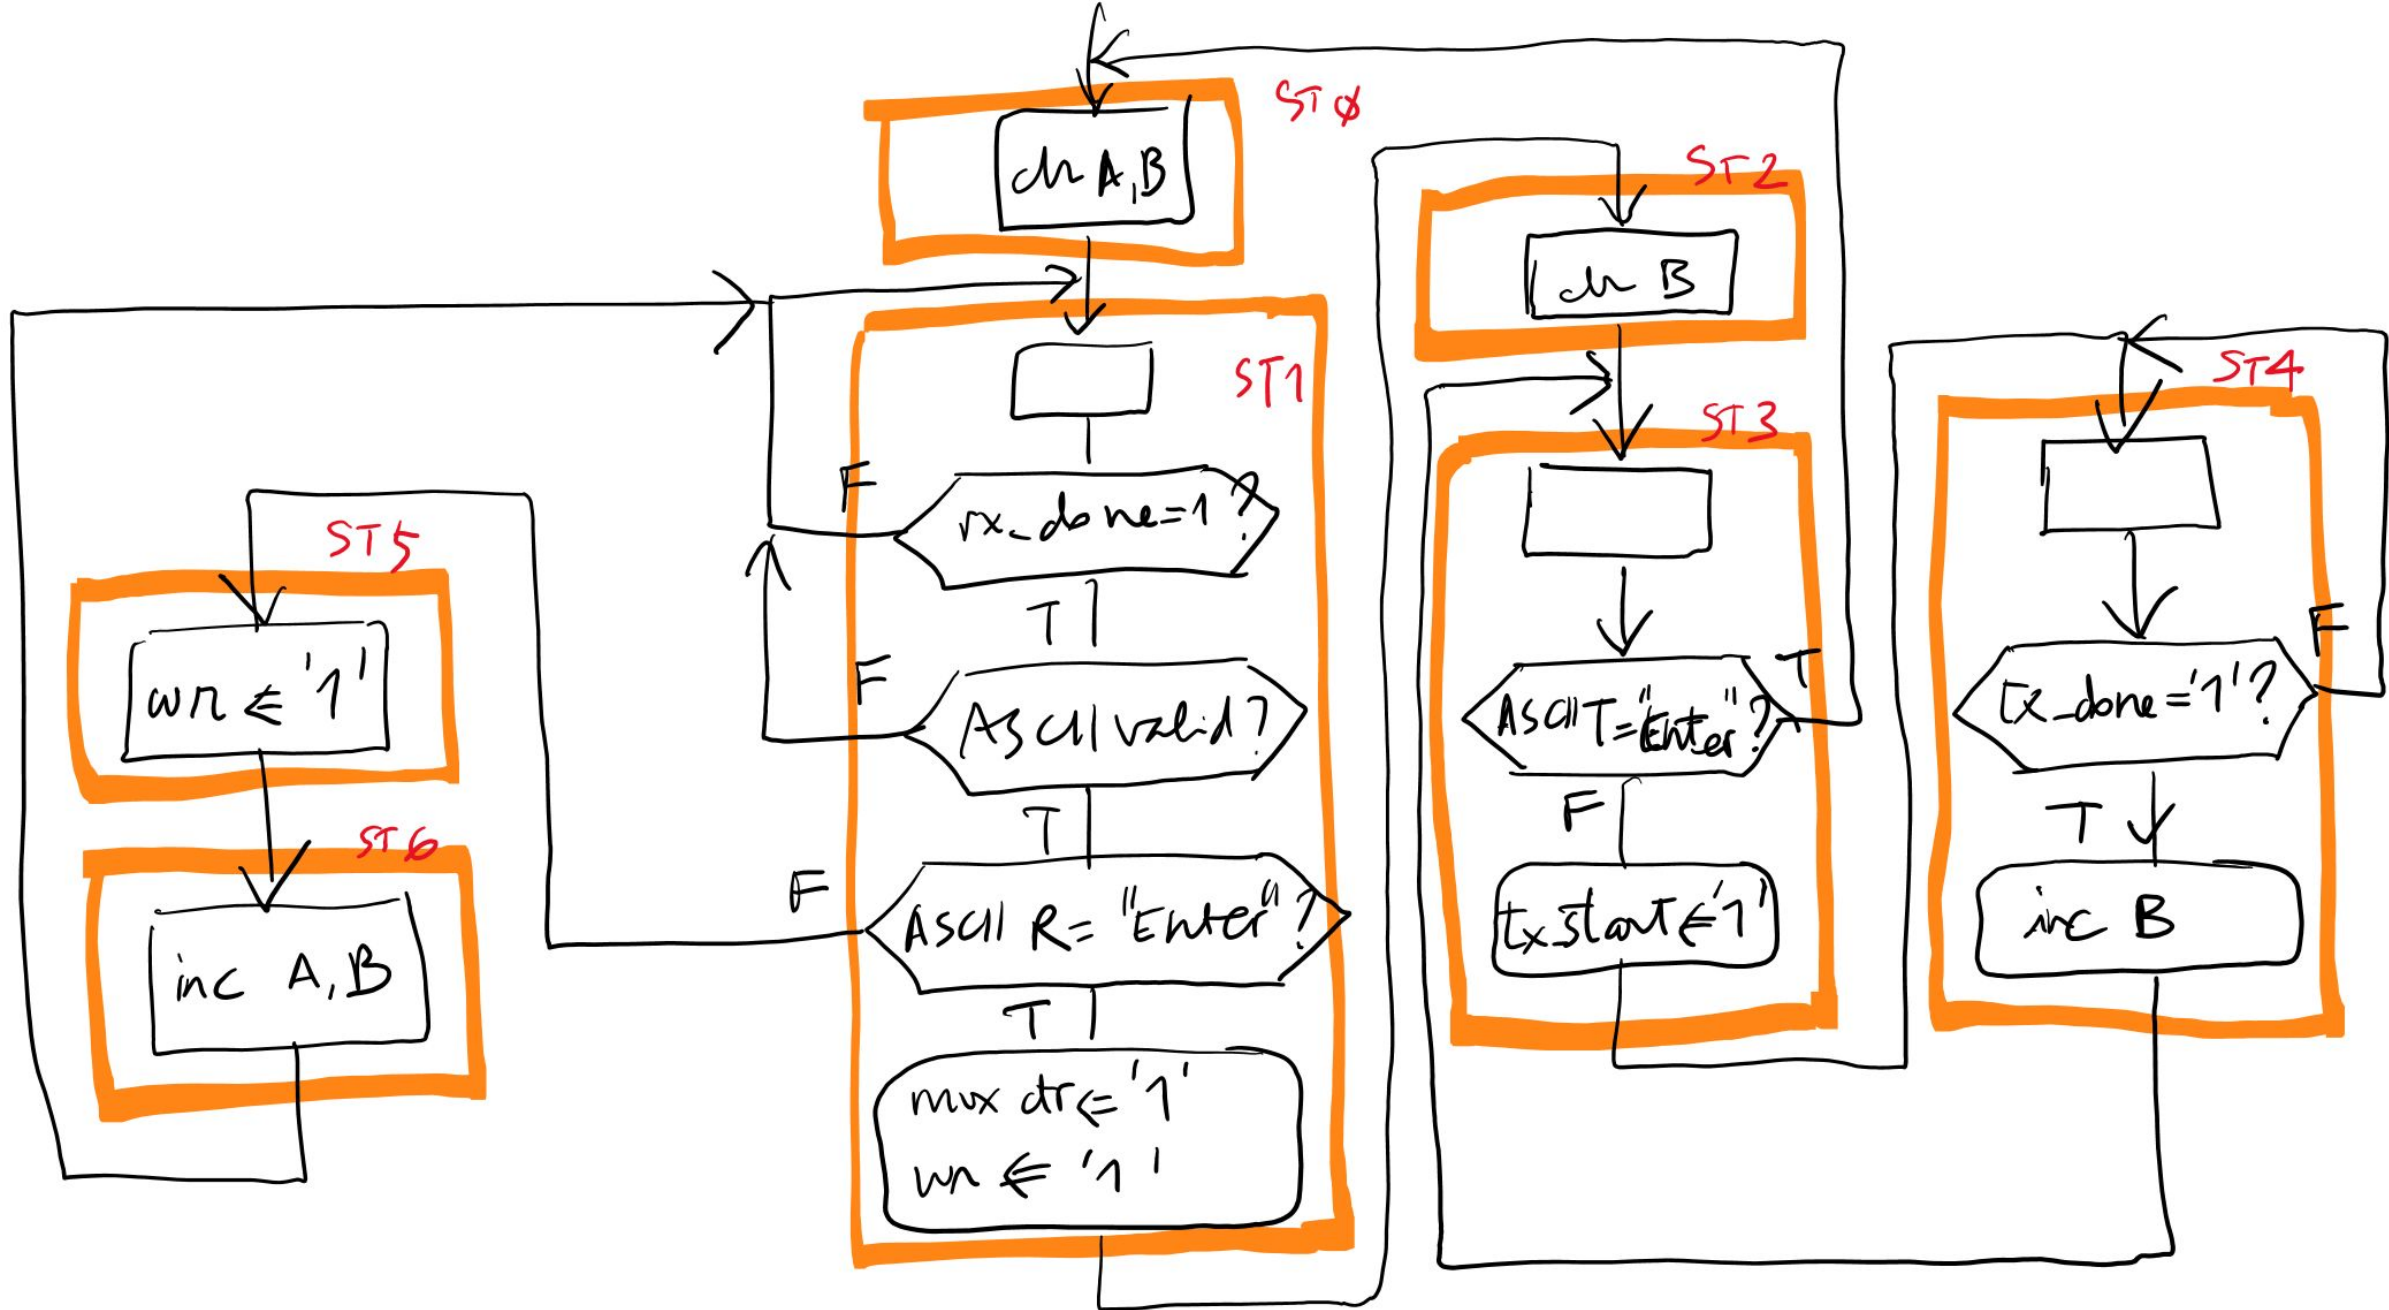 STØ
clr A,B
ST1
F
rx_done=1?
T
F
ASCII valid?
T
F
ASCII R= "Enter"?
T
mux dr⇐'1'
wr ⇐ '1'
ST2
clr B
ST3
T
ASCII T="Enter"?
F
tx_start⇐'1'
ST4
F
tx_done='1'?
T
inc B
ST5
wr ⇐ '1'
ST6
inc A,B